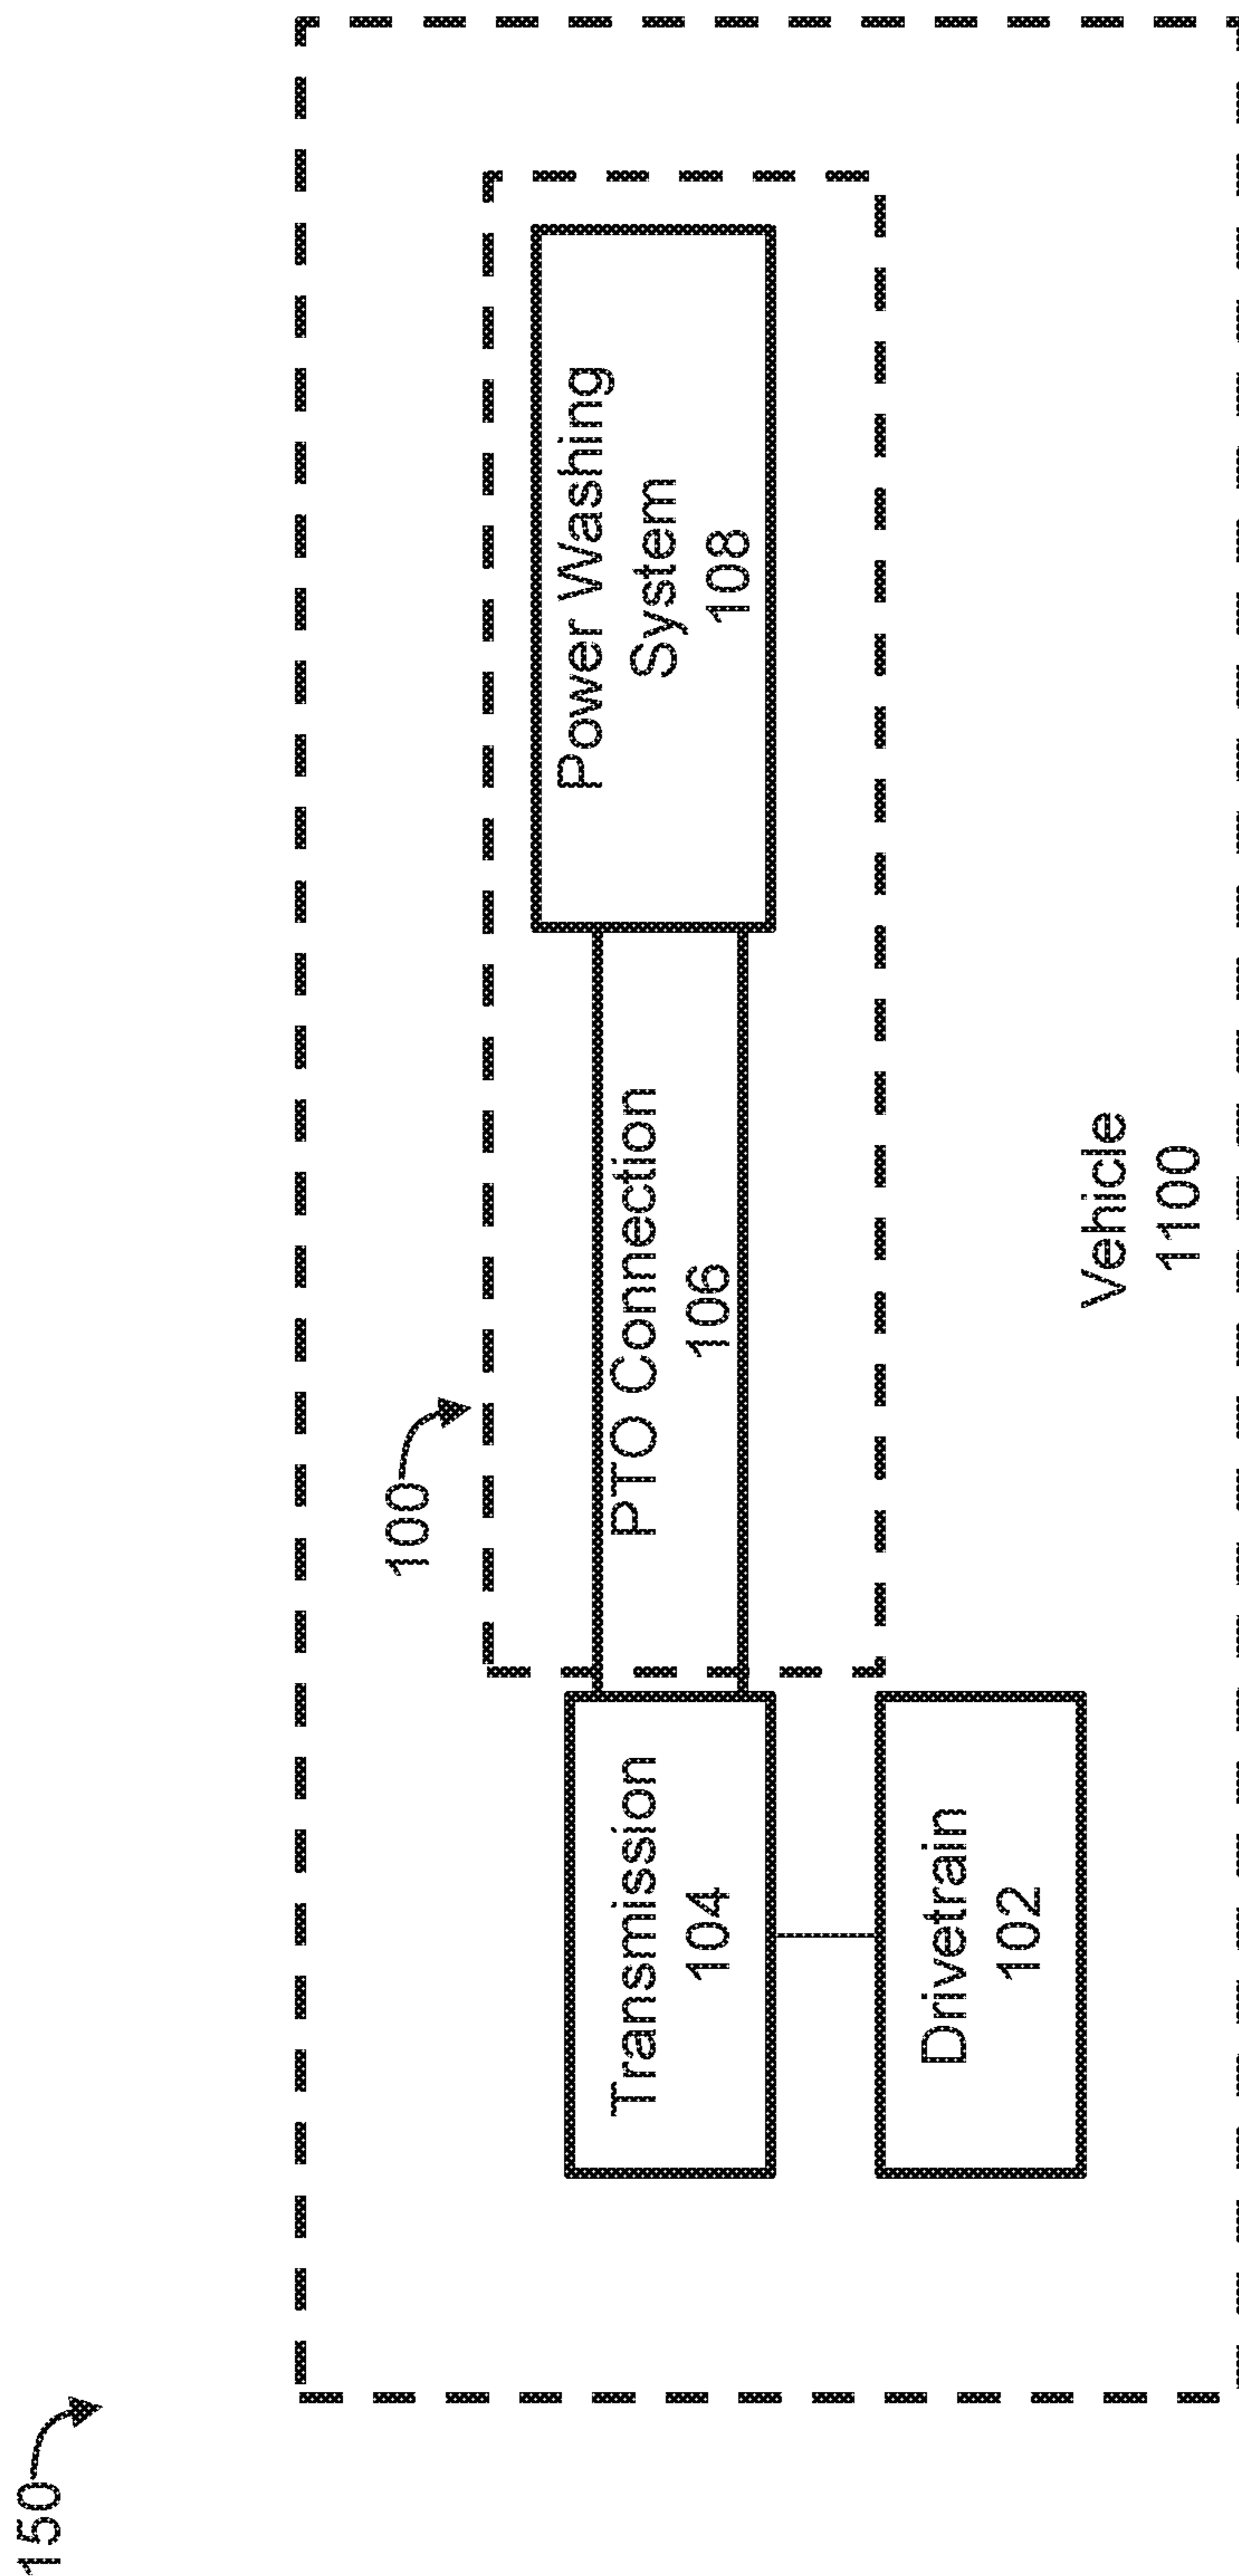 150
100
Transmission
104
PTO Connection
106
Power Washing
System
108
Drivetrain
102
Vehicle
1100